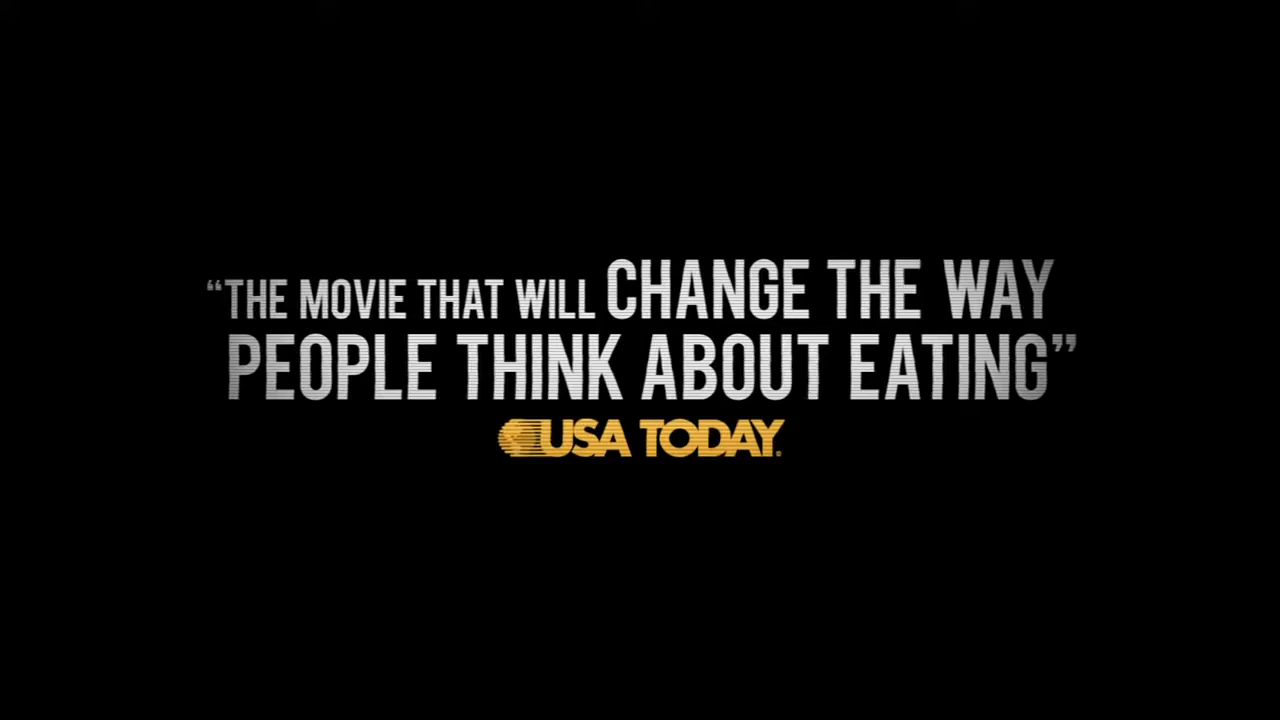 “THE MOVIE THAT WILL CHANGE THE WAY
PEOPLE THINK ABOUT EATING”
USA TODAY®